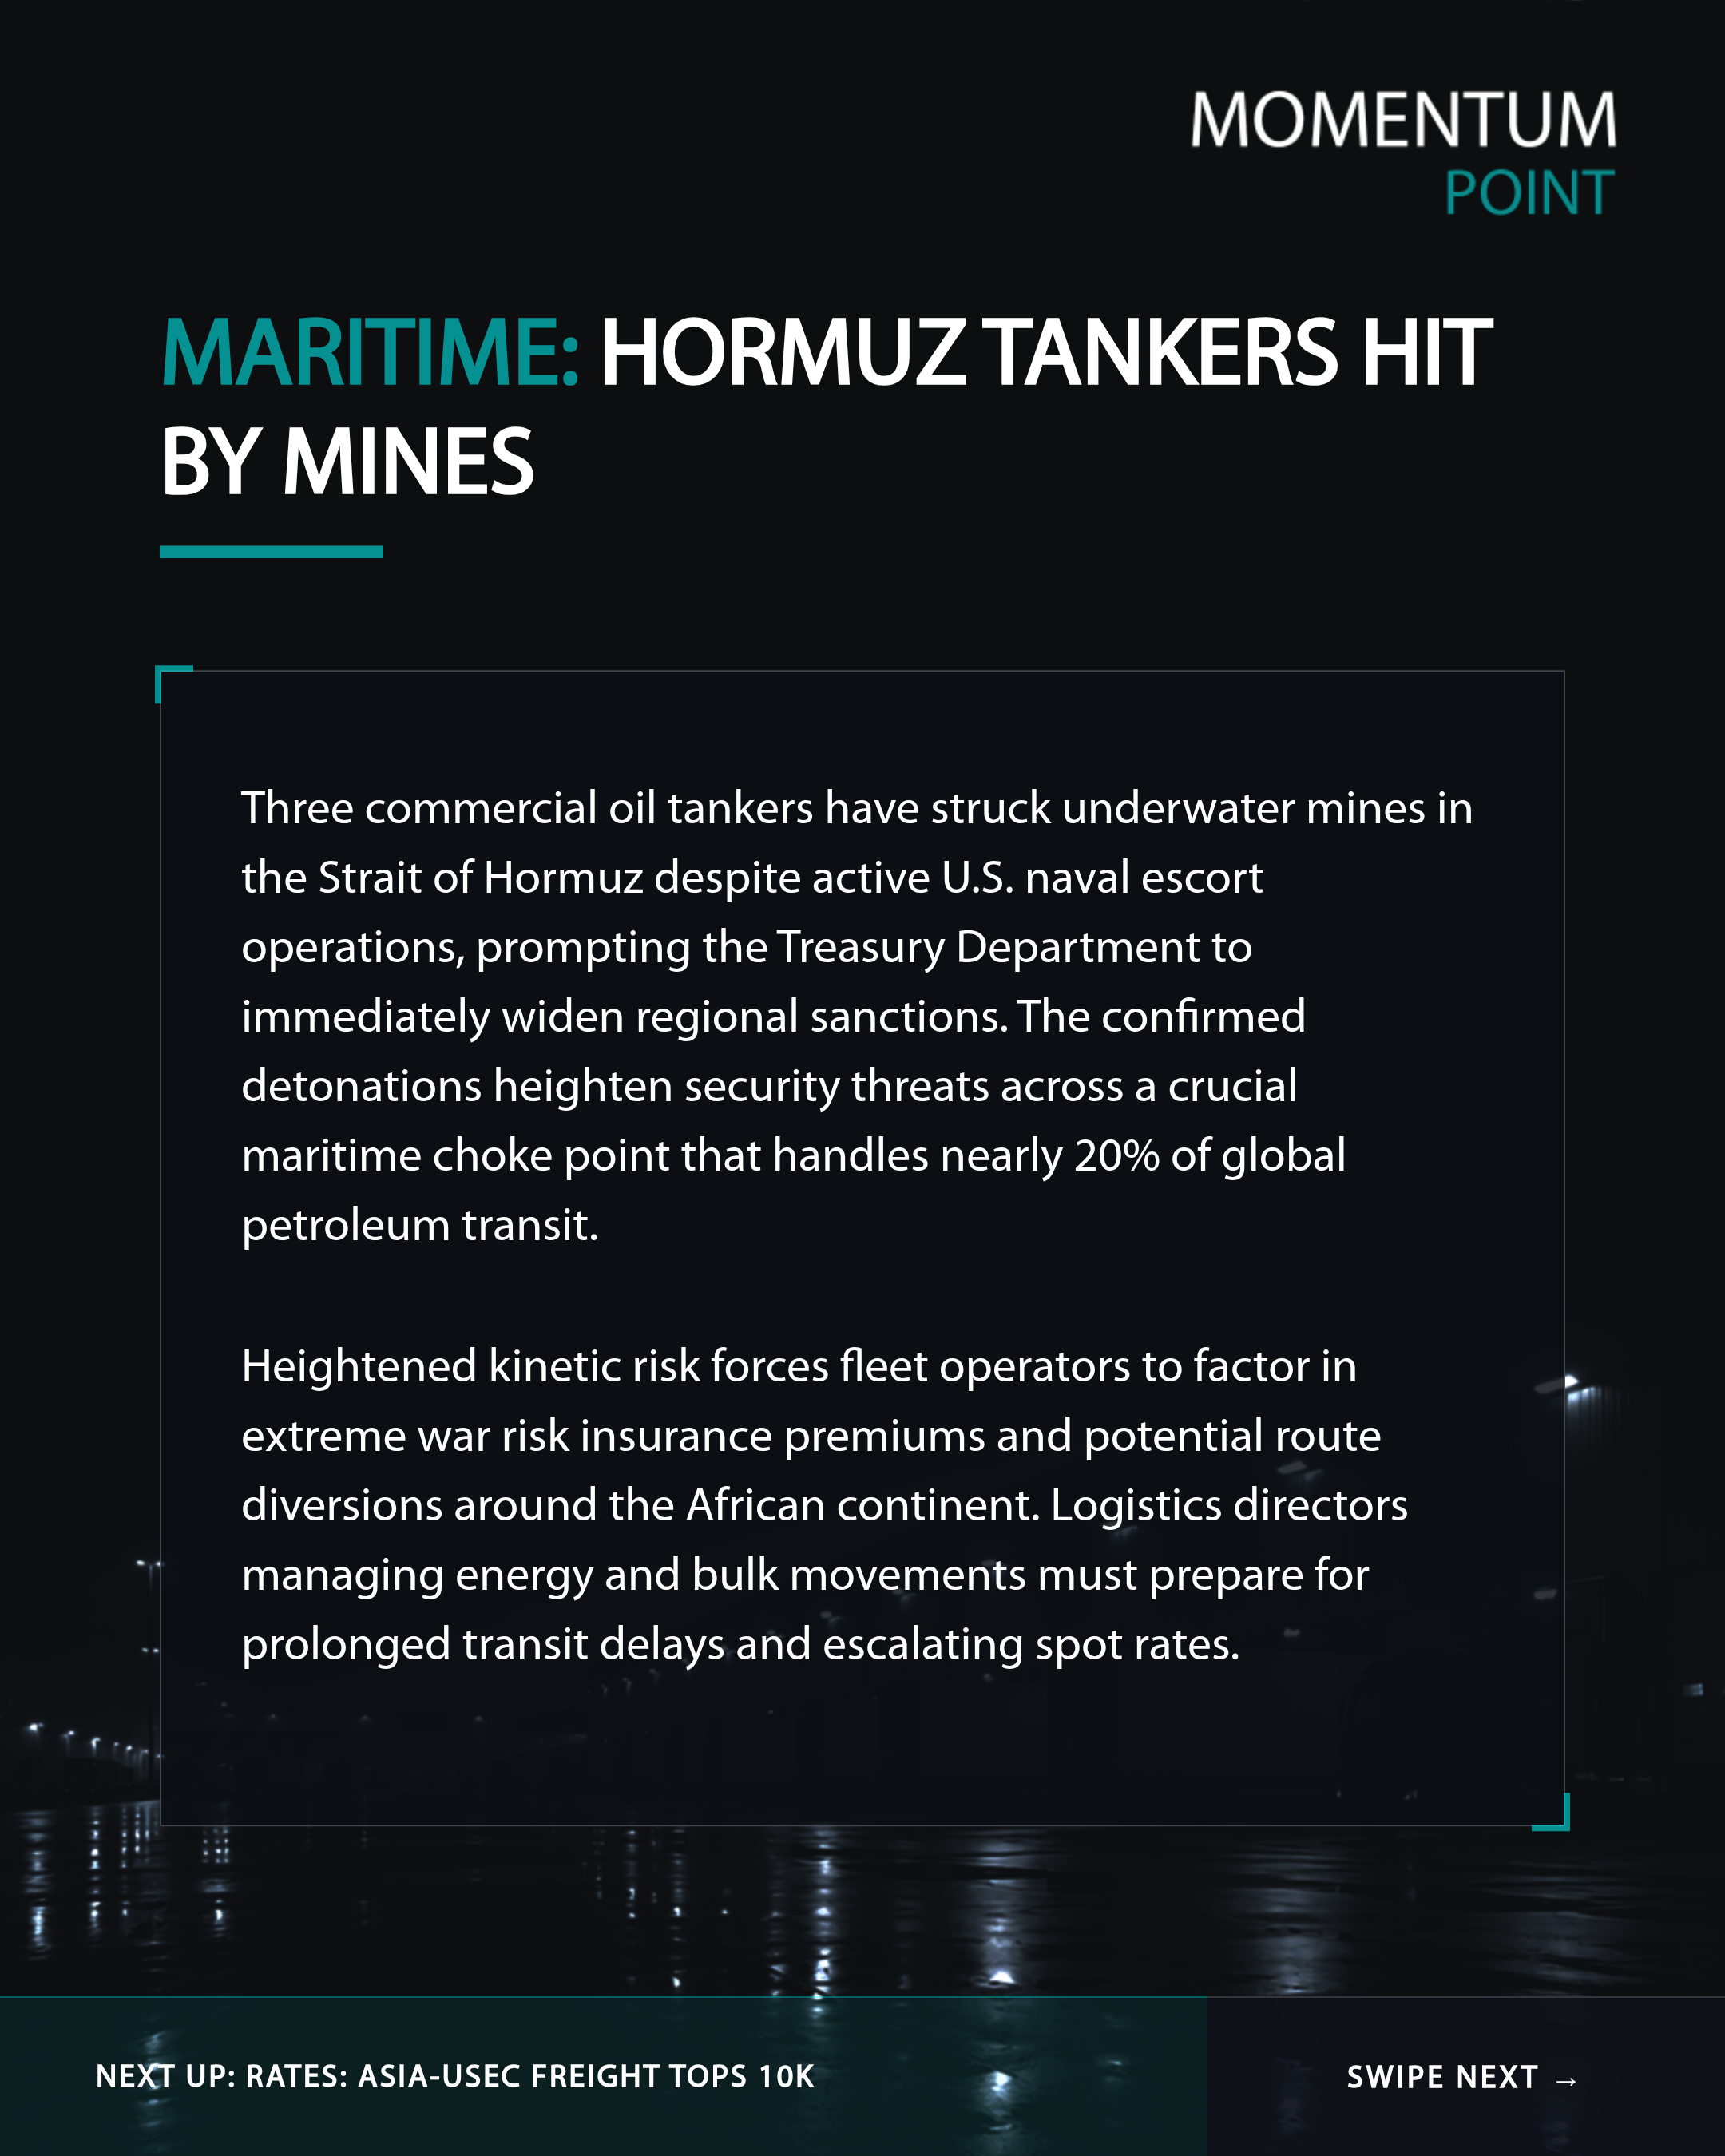 MOMENTUM
POINT
MARITIME: HORMUZ TANKERS HIT
BY MINES
Three commercial oil tankers have struck underwater mines in
the Strait of Hormuz despite active U.S. naval escort
operations, prompting the Treasury Department to
immediately widen regional sanctions. The confirmed
detonations heighten security threats across a crucial
maritime choke point that handles nearly 20% of global
petroleum transit.
Heightened kinetic risk forces fleet operators to factor in
extreme war risk insurance premiums and potential route
diversions around the African continent. Logistics directors
managing energy and bulk movements must prepare for
prolonged transit delays and escalating spot rates.
NEXT UP: RATES: ASIA-USEC FREIGHT TOPS 10K
SWIPE NEXT →